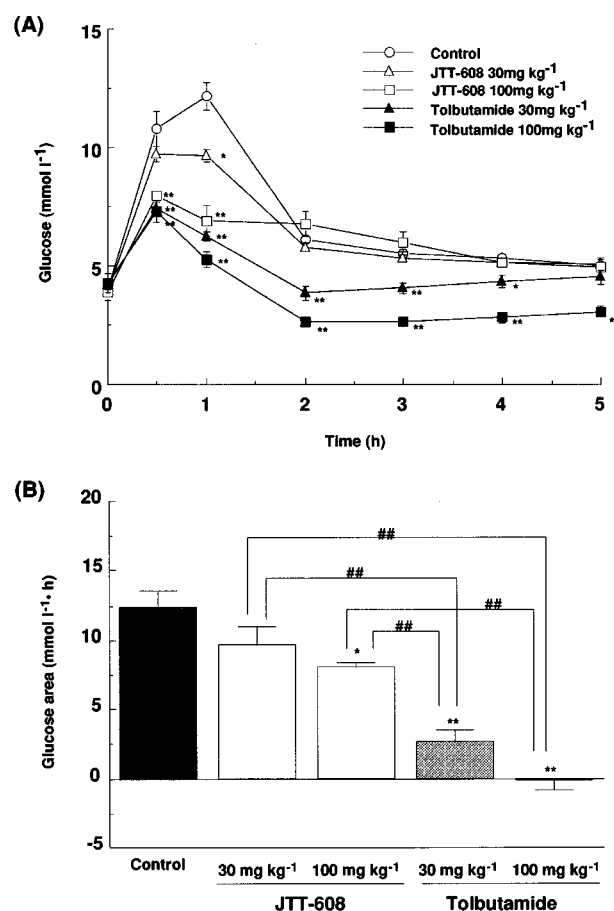 (A)
15
10
5
0
Glucose (mmol l⁻¹)
Control
JTT-608 30mg kg⁻¹
JTT-608 100mg kg⁻¹
Tolbutamide 30mg kg⁻¹
Tolbutamide 100mg kg⁻¹
*
**
**
**
**
**
**
**
**
**
**
**
*
**
*
0 1 2 3 4 5
Time (h)
(B)
20
15
10
5
0
-5
Glucose area (mmol l⁻¹· h)
##
##
##
##
*
**
**
Control 30 mg kg⁻¹ 100 mg kg⁻¹ 30 mg kg⁻¹ 100 mg kg⁻¹
JTT-608 Tolbutamide